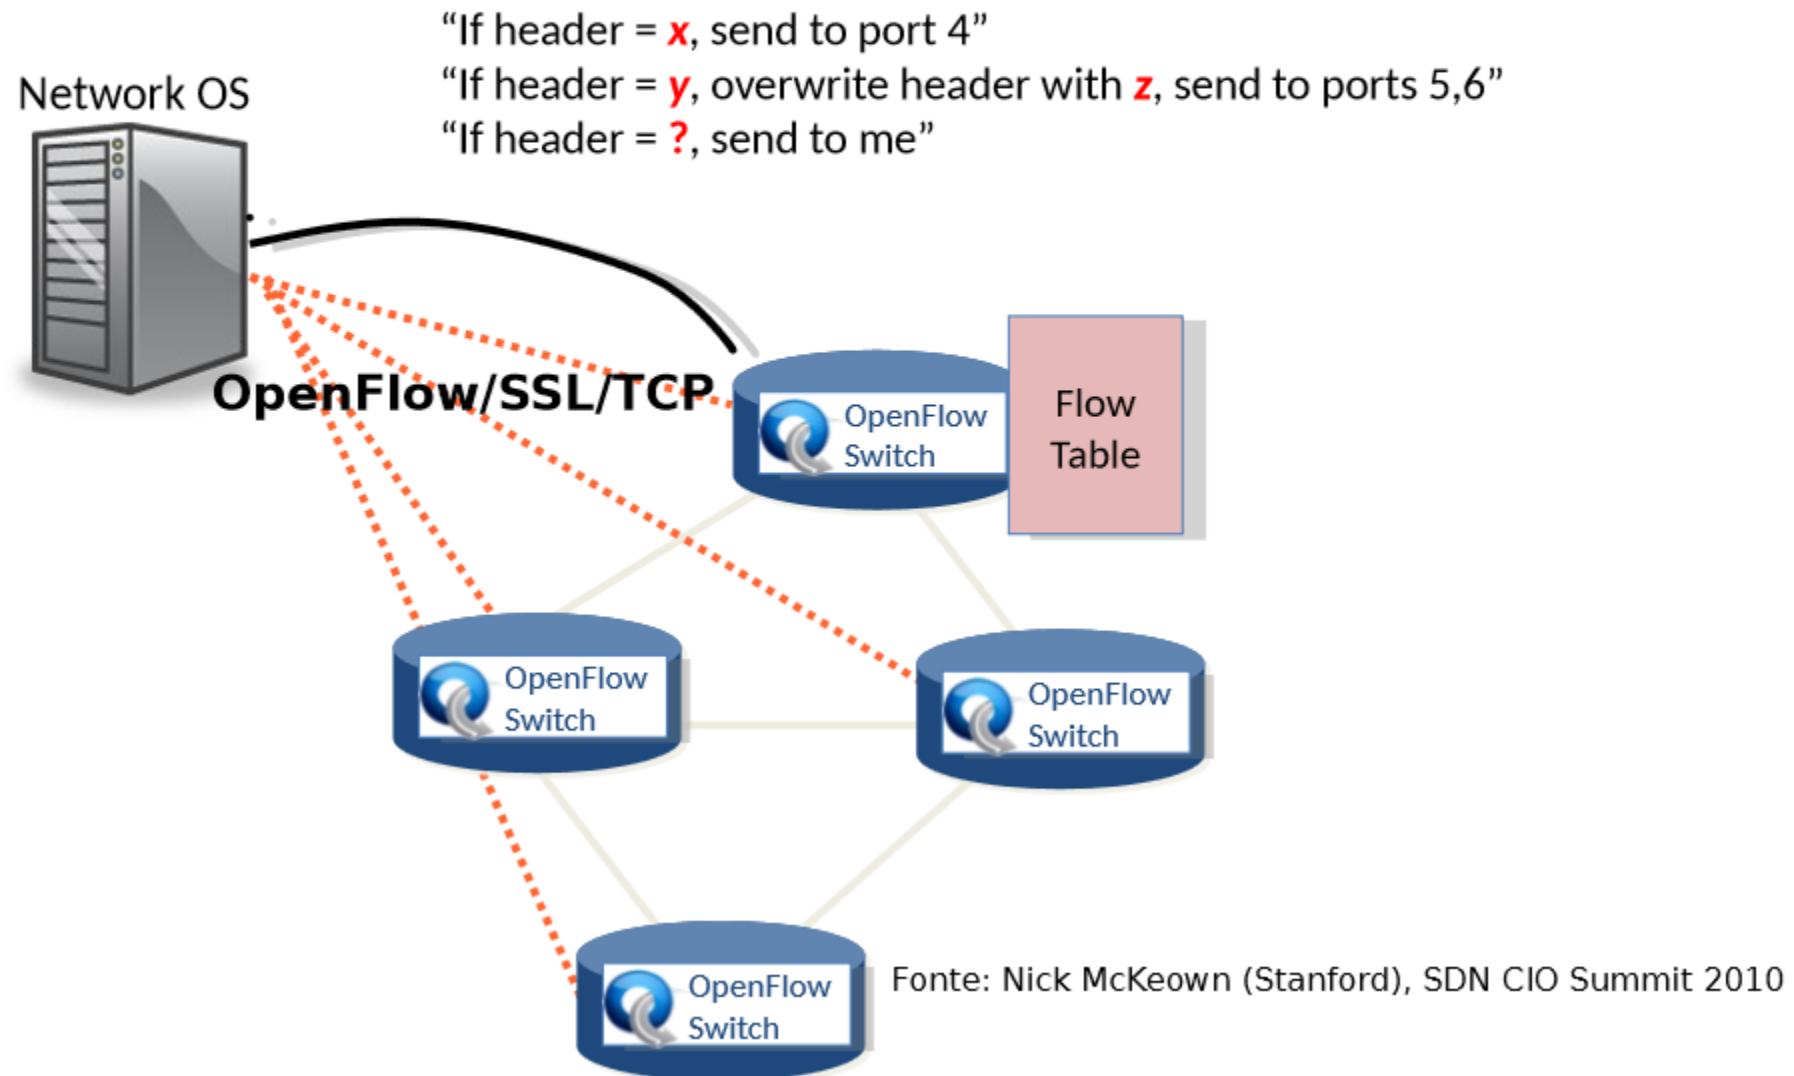 “If header = x, send to port 4”
“If header = y, overwrite header with z, send to ports 5,6”
“If header = ?, send to me”
Network OS
OpenFlow/SSL/TCP
OpenFlow
Switch
Flow
Table
OpenFlow
Switch
OpenFlow
Switch
OpenFlow
Switch
Fonte: Nick McKeown (Stanford), SDN CIO Summit 2010